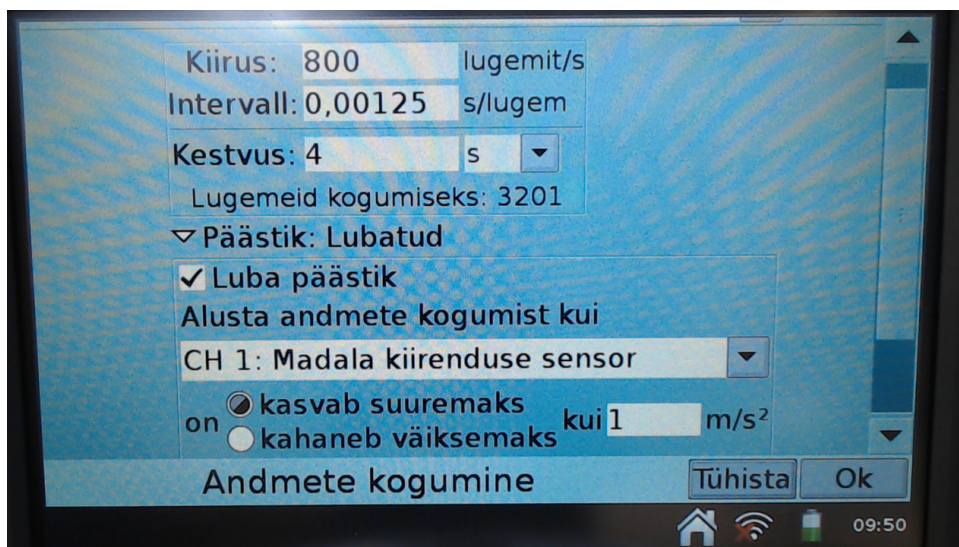 Kiirus: 800 lugemit/s
Intervall: 0,00125 s/lugem
Kestvus: 4 s
Lugemeid kogumiseks: 3201
Päästik: Lubatud
Luba päästik
Alusta andmete kogumist kui
CH 1: Madala kiirenduse sensor
on kasvab suuremaks kahaneb väiksemaks kui 1 m/s²
Andmete kogumine Tühista Ok
09:50